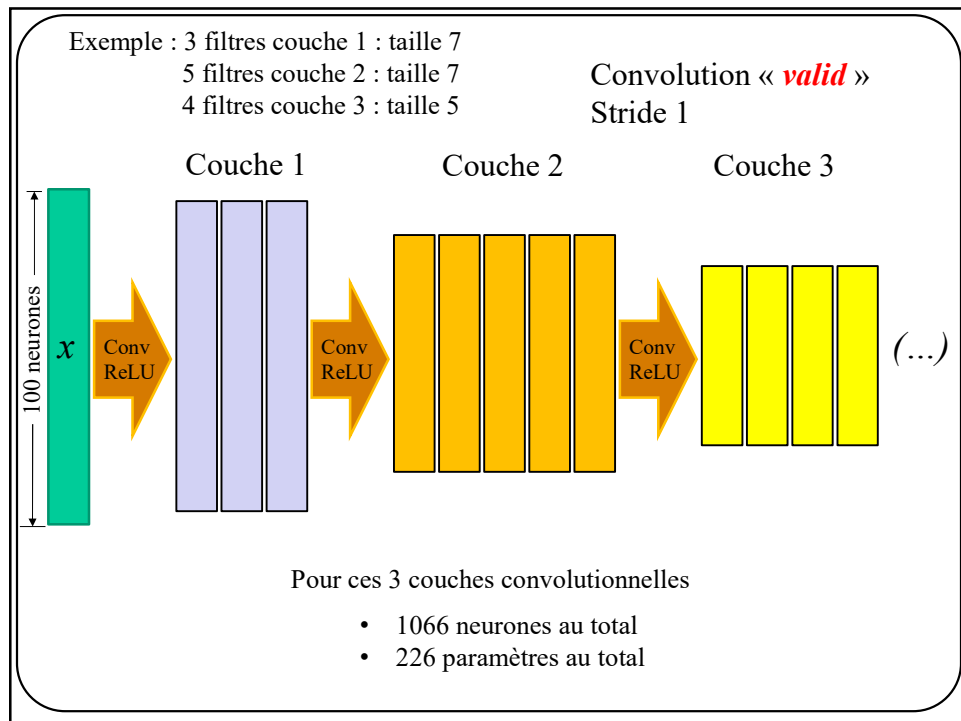 Exemple : 3 filtres couche 1 : taille 7
5 filtres couche 2 : taille 7
4 filtres couche 3 : taille 5
Convolution « valid »
Stride 1
Couche 1
Couche 2
Couche 3
100 neurones
x
Conv
ReLU
Conv
ReLU
Conv
ReLU
(...)
Pour ces 3 couches convolutionnelles
• 1066 neurones au total
• 226 paramètres au total